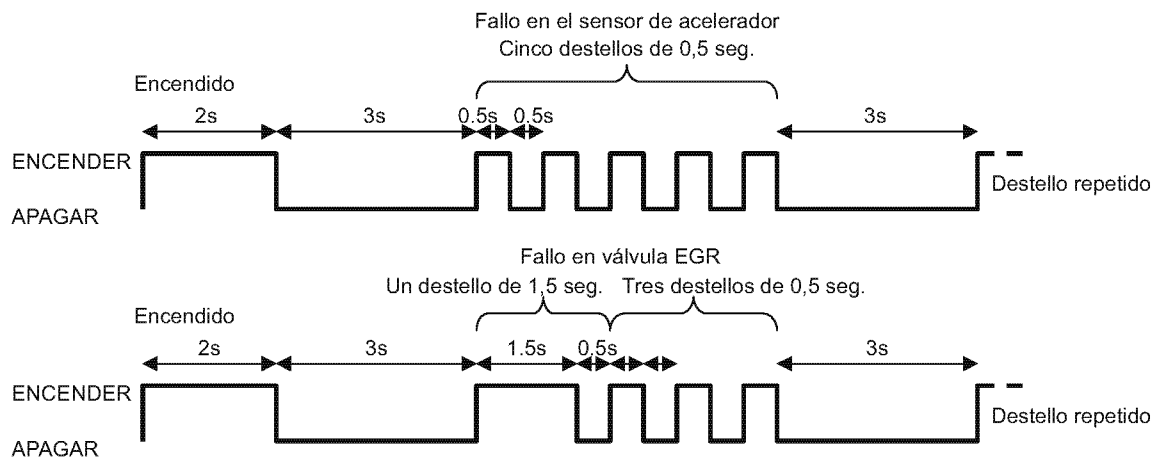 Fallo en el sensor de acelerador
Cinco destellos de 0,5 seg.
Encendido
2s
3s
0.5s
0.5s
3s
ENCENDER
APAGAR
Destello repetido
Fallo en válvula EGR
Un destello de 1,5 seg.
Tres destellos de 0,5 seg.
Encendido
2s
3s
1.5s
0.5s
3s
ENCENDER
APAGAR
Destello repetido